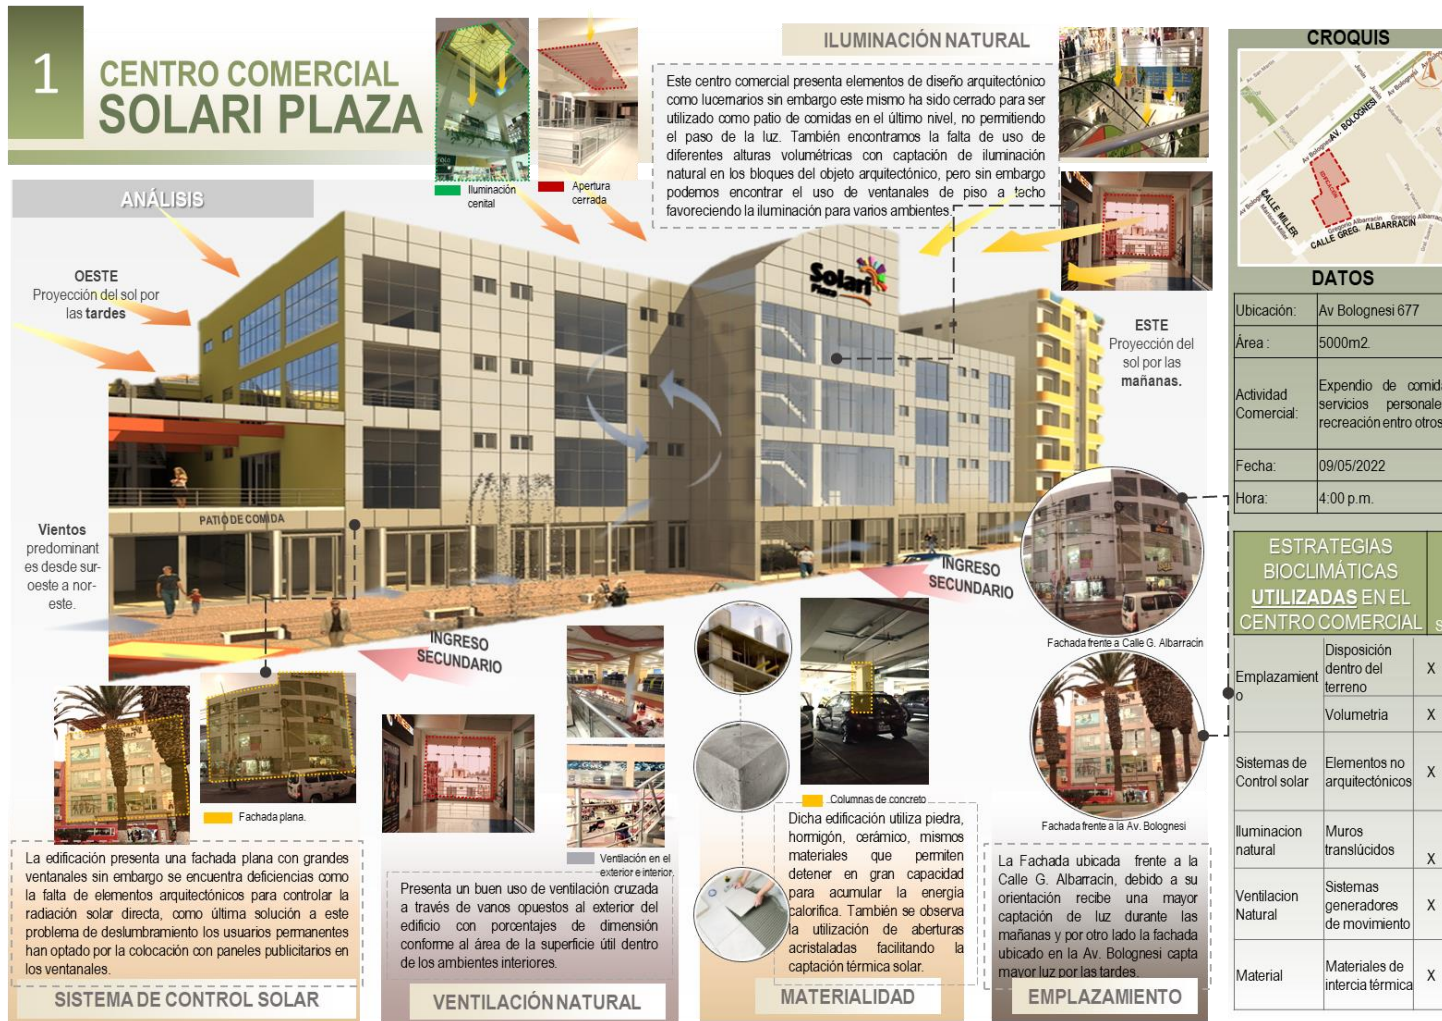 1
CENTRO COMERCIAL
SOLARI PLAZA
Iluminación
cenital
Apertura
cerrada
ILUMINACIÓN NATURAL
Este centro comercial presenta elementos de diseño arquitectónico
como lucernarios sin embargo este mismo ha sido cerrado para ser
utilizado como patio de comidas en el último nivel, no permitiendo
el paso de la luz. También encontramos la falta de uso de
diferentes alturas volumétricas con captación de iluminación
natural en los bloques del objeto arquitectónico, pero sin embargo
podemos encontrar el uso de ventanales de piso a techo
favoreciendo la iluminación para varios ambientes.
ANÁLISIS
OESTE
Proyección del sol por
las tardes
Vientos
predominant
es desde sur-
oeste a nor-
este.
Solari
Plaza
ESTE
Proyección del
sol por las
mañanas.
PATIO DE COMIDA
INGRESO
SECUNDARIO
INGRESO
SECUNDARIO
Fachada plana.
La edificación presenta una fachada plana con grandes
ventanales sin embargo se encuentra deficiencias como
la falta de elementos arquitectónicos para controlar la
radiación solar directa, como última solución a este
problema de deslumbramiento los usuarios permanentes
han optado por la colocación con paneles publicitarios en
los ventanales.
SISTEMA DE CONTROL SOLAR
Ventilación en el
exterior e interior.
Presenta un buen uso de ventilación cruzada
a través de vanos opuestos al exterior del
edificio con porcentajes de dimensión
conforme al área de la superficie útil dentro
de los ambientes interiores.
VENTILACIÓN NATURAL
Columnas de concreto
Dicha edificación utiliza piedra,
hormigón, cerámico, mismos
materiales que permiten
detener en gran capacidad
para acumular la energía
calorífica. También se observa
la utilización de aberturas
acristaladas facilitando la
captación térmica solar.
MATERIALIDAD
Fachada frente a Calle G. Albarracín
Fachada frente a la Av. Bolognesi
La Fachada ubicada frente a la
Calle G. Albarracin, debido a su
orientación recibe una mayor
captación de luz durante las
mañanas y por otro lado la fachada
ubicado en la Av. Bolognesi capta
mayor luz por las tardes.
EMPLAZAMIENTO
CROQUIS
AV. BOLOGNESI
CALLE MILLER
CALLE GREG. ALBARRACIN
DATOS
Ubicación: Av Bolognesi 677
Área : 5000m2.
Actividad
Comercial:
Expendio de comida
servicios personale
recreación entro otros
Fecha: 09/05/2022
Hora: 4:00 p.m.
ESTRATEGIAS
BIOCLIMÁTICAS
UTILIZADAS EN EL
CENTRO COMERCIAL
S
Emplazamient
o
Disposición
dentro del
terreno
X
Volumetria X
Sistemas de
Control solar
Elementos no
arquitectónicos
X
Iluminacion
natural
Muros
translúcidos
X
Ventilacion
Natural
Sistemas
generadores
de movimiento
X
Material
Materiales de
intercia térmica
X